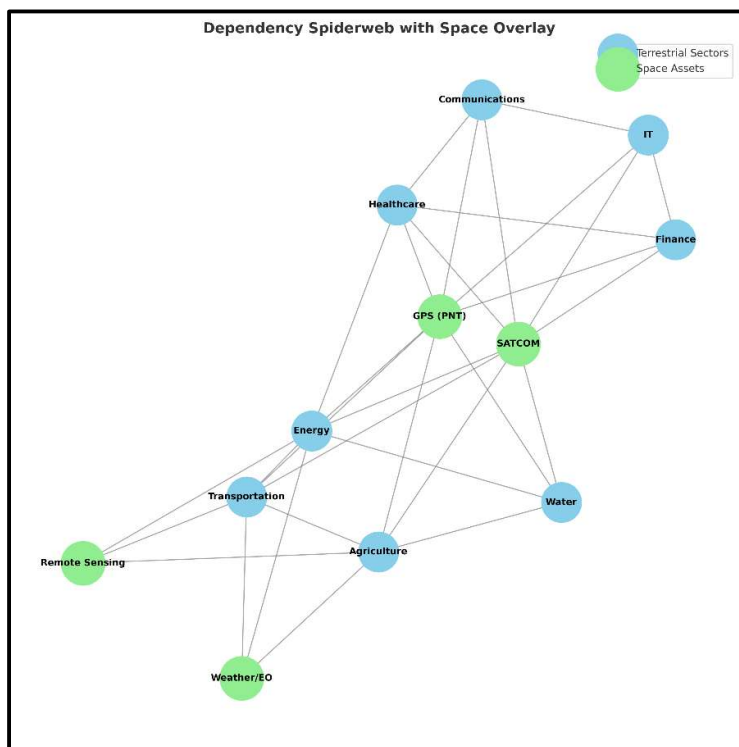 Dependency Spiderweb with Space Overlay
Terrestrial Sectors
Space Assets
Communications
IT
Healthcare
Finance
GPS (PNT)
SATCOM
Energy
Transportation
Water
Agriculture
Remote Sensing
Weather/EO